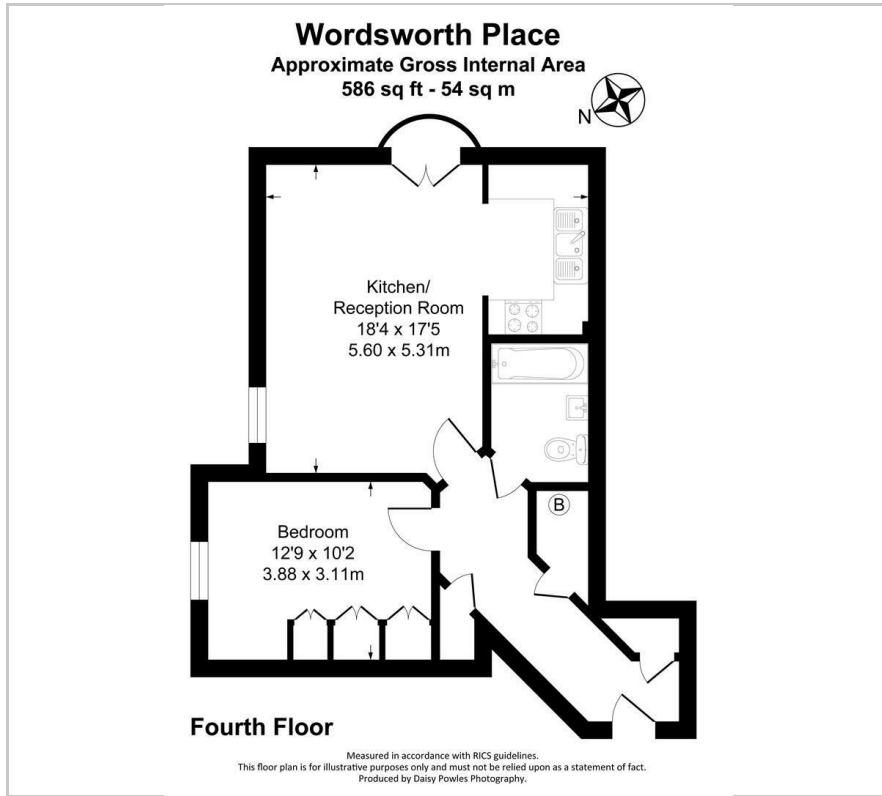 Wordsworth Place
Approximate Gross Internal Area
586 sq ft - 54 sq m
N
Kitchen/
Reception Room
18'4 x 17'5
5.60 x 5.31m
B
Bedroom
12'9 x 10'2
3.88 x 3.11m
Fourth Floor
Measured in accordance with RICS guidelines.
This floor plan is for illustrative purposes only and must not be relied upon as a statement of fact.
Produced by Daisy Powles Photography.